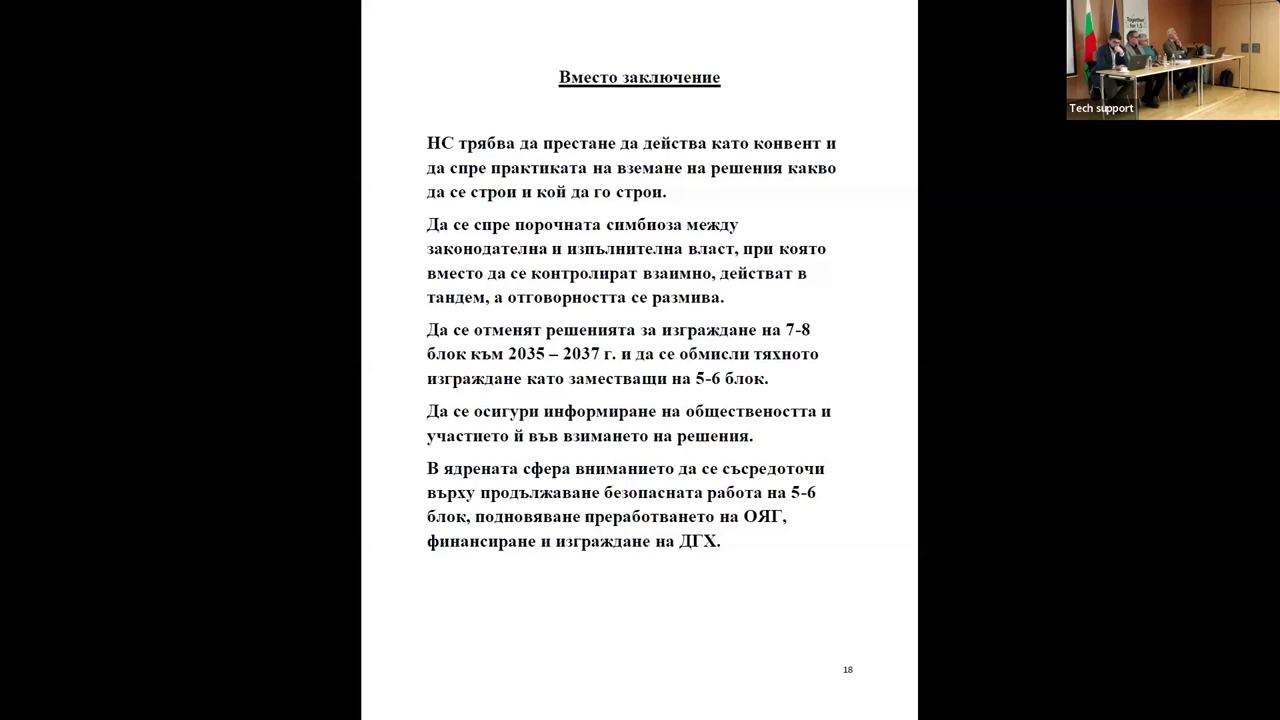 Вместо заключение
НС трябва да престане да действа като конвент и
да спре практиката на вземане на решения какво
да се строи и кой да го строи.
Да се спре порочната симбиоза между
законодателна и изпълнителна власт, при която
вместо да се контролират взаимно, действат в
тандем, а отговорността се размива.
Да се отменят решенията за изграждане на 7-8
блок към 2035 – 2037 г. и да се обмисли тяхното
изграждане като заместващи на 5-6 блок.
Да се осигури информиране на обществеността и
участието й във взимането на решения.
В ядрената сфера вниманието да се съсредоточи
върху продължаване безопасната работа на 5-6
блок, подновяване преработването на ОЯГ,
финансиране и изграждане на ДГХ.
18
Together
for 1.5
Tech support